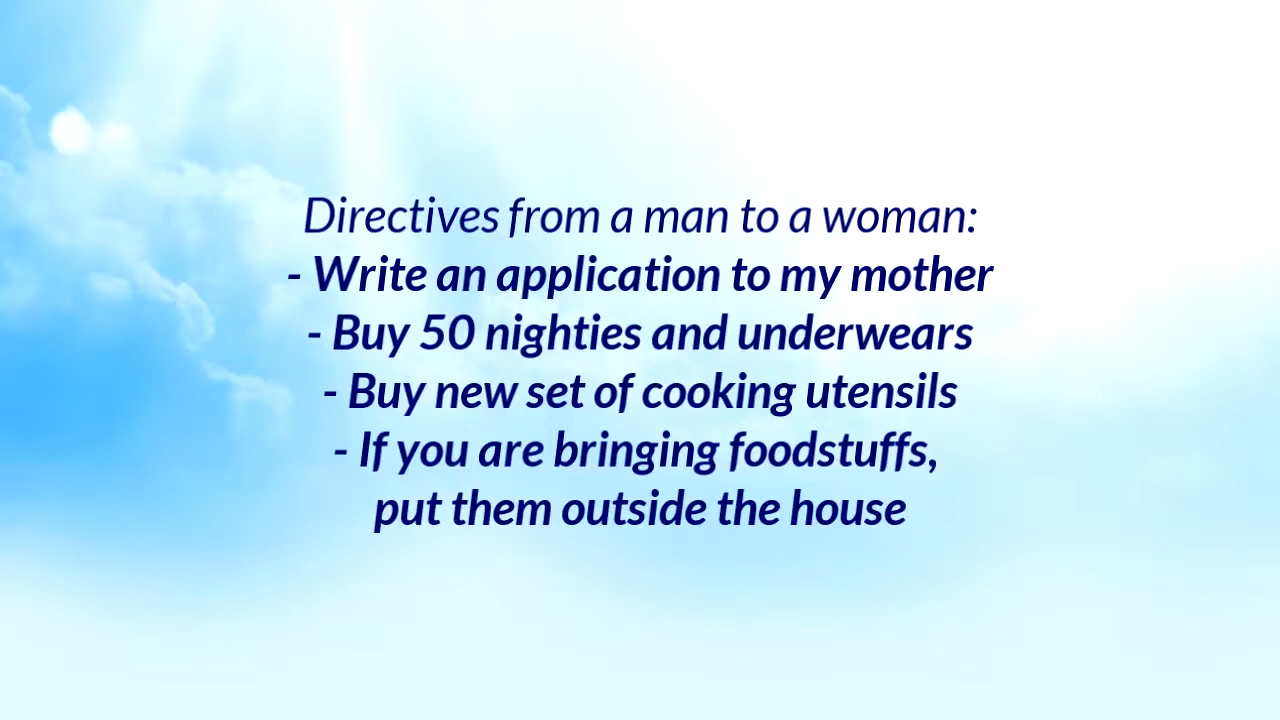 Directives from a man to a woman:
- Write an application to my mother
- Buy 50 nighties and underwears
- Buy new set of cooking utensils
- If you are bringing foodstuffs,
put them outside the house